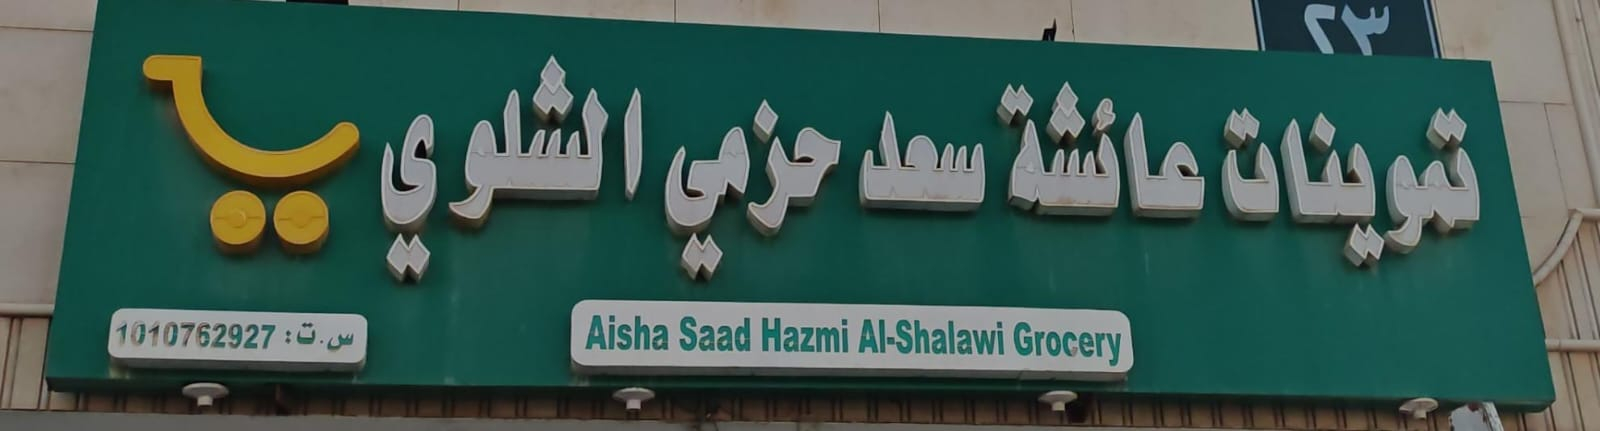 ٢٣
تموينات عائشة سعد حزمي الشلوي
Aisha Saad Hazmi Al-Shalawi Grocery
س.ت: 1010762927